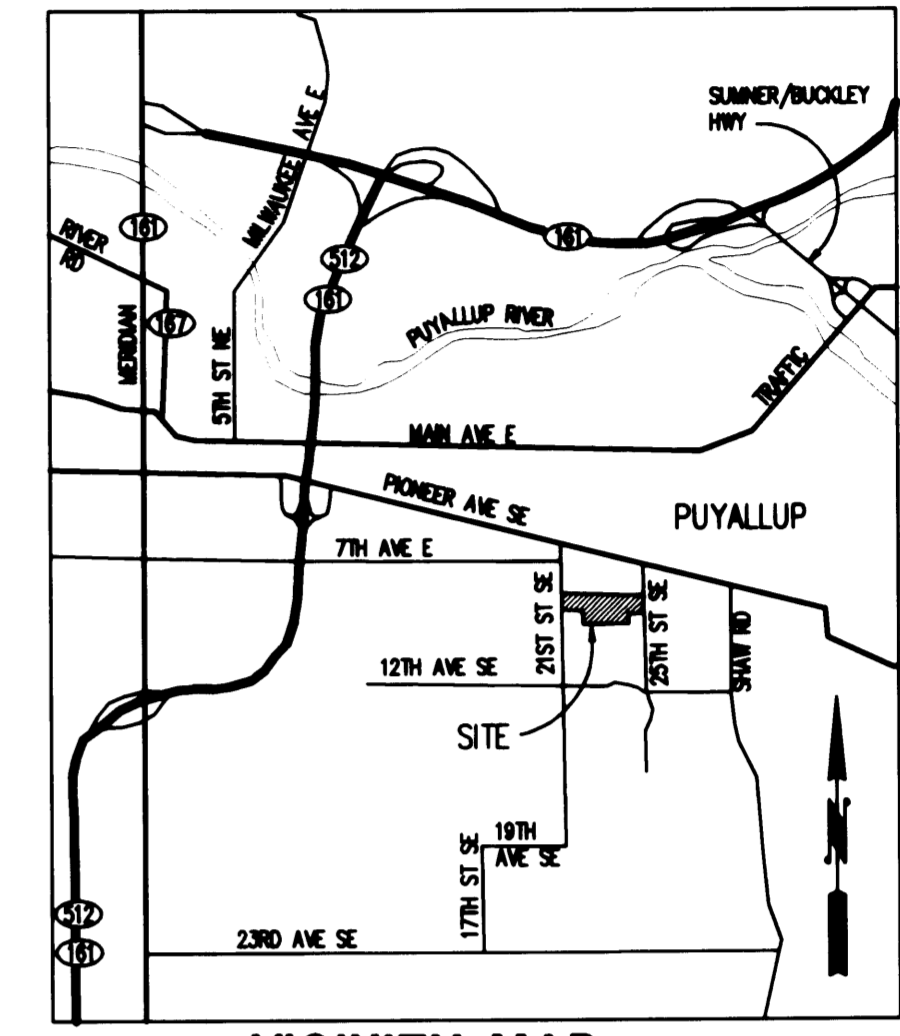 SUMNER/BUCKLEY
HWY
MILWAUKEE AVE E
161
RIVER
RD
161
512
161
167
MERIDIAN
5TH ST NE
PUYALLUP RIVER
TRAFFIC
MAIN AVE E
PIONEER AVE SE
PUYALLUP
7TH AVE E
21ST ST SE
25TH ST SE
SHAW RD
12TH AVE SE
SITE
N
19TH
AVE SE
17TH ST SE
512
161
23RD AVE SE
VICINITY MAP